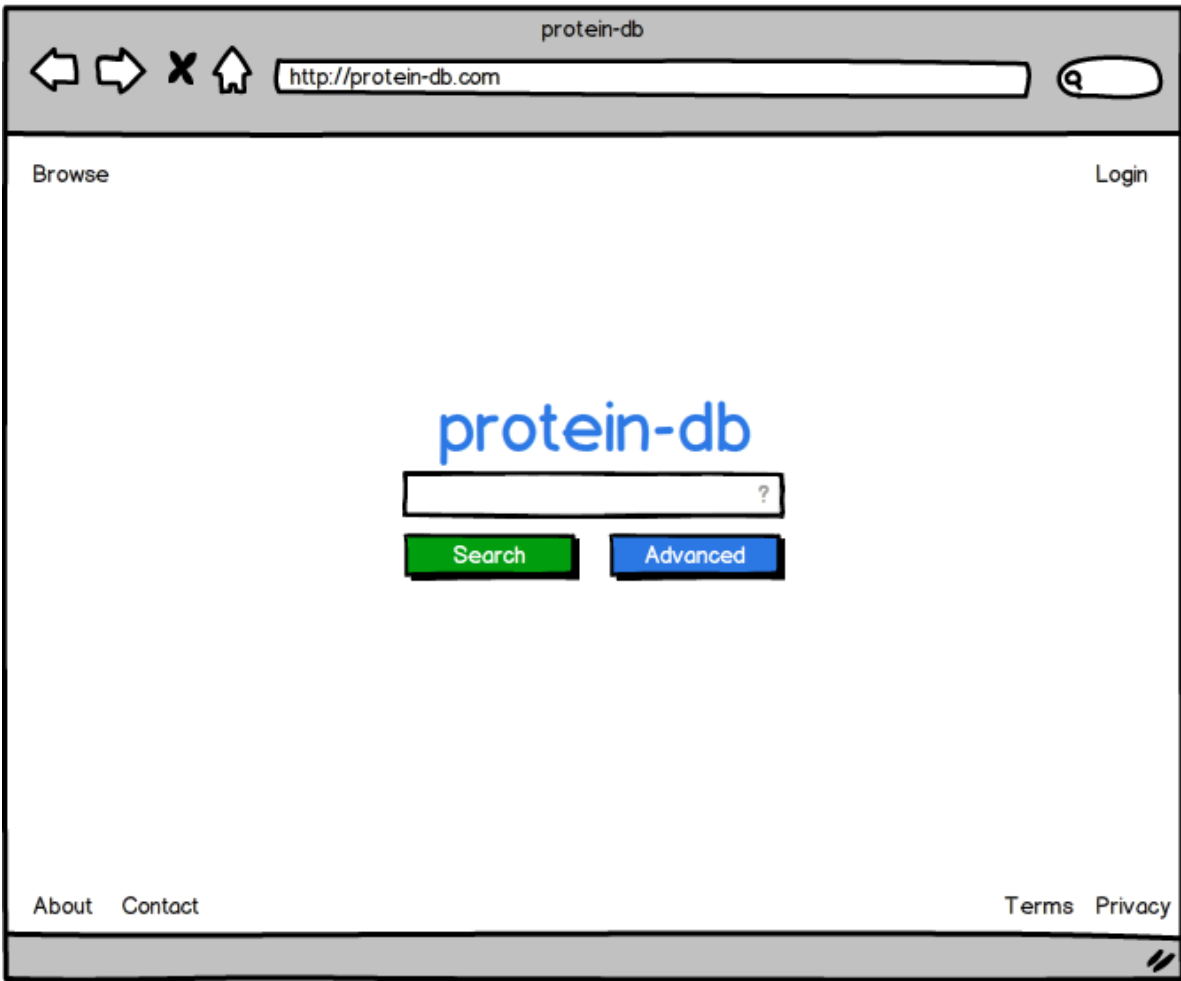 protein-db
http://protein-db.com
Browse Login
protein-db
?
Search Advanced
About Contact Terms Privacy